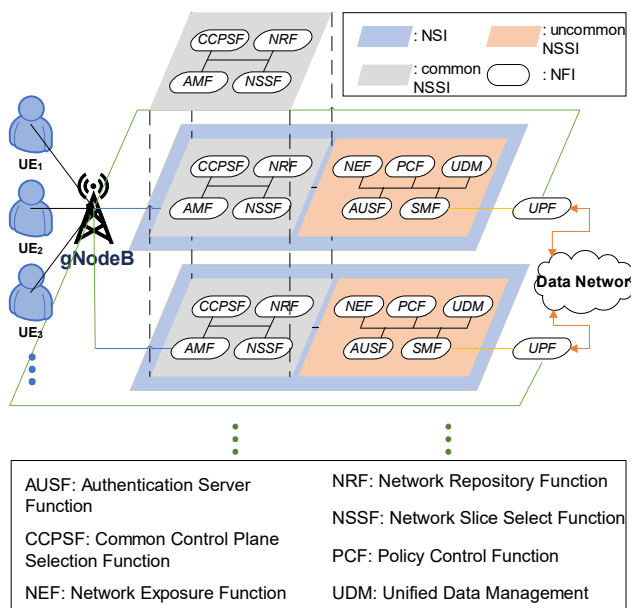 CCPSF
NRF
AMF
NSSF
: NSI
: uncommon
NSSI
: common
NSSI
: NFI
UE1
UE2
UE3
gNodeB
CCPSF
NRF
AMF
NSSF
NEF
PCF
UDM
AUSF
SMF
UPF
Data Network
CCPSF
NRF
AMF
NSSF
NEF
PCF
UDM
AUSF
SMF
UPF
AUSF: Authentication Server
Function
CCPSF: Common Control Plane
Selection Function
NEF: Network Exposure Function
NRF: Network Repository Function
NSSF: Network Slice Select Function
PCF: Policy Control Function
UDM: Unified Data Management